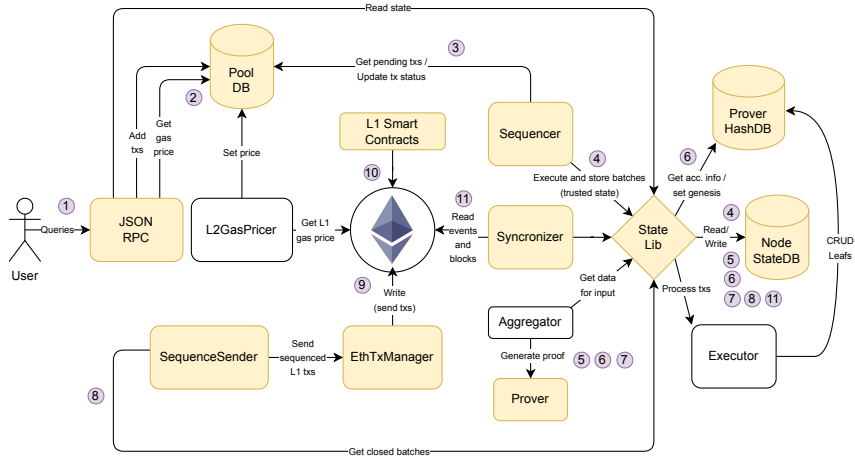 Read state
3
Get pending txs /
Update tx status
Pool
DB
2
Add
txs
Get
gas
price
Set price
L1 Smart
Contracts
10
Sequencer
4
Execute and store batches
(trusted state)
Prover
HashDB
6
Get acc. info /
set genesis
1
Queries
User
JSON
RPC
L2GasPricer
Get L1
gas price
11
Read
events
and
blocks
Syncronizer
State
Lib
4
Read/
Write
5
6
7
8
11
Node
StateDB
CRUD
Leafs
9
Write
(send txs)
Get data
for input
Process txs
Aggregator
Generate proof
5
6
7
Prover
Executor
SequenceSender
Send
sequenced
L1 txs
EthTxManager
8
Get closed batches